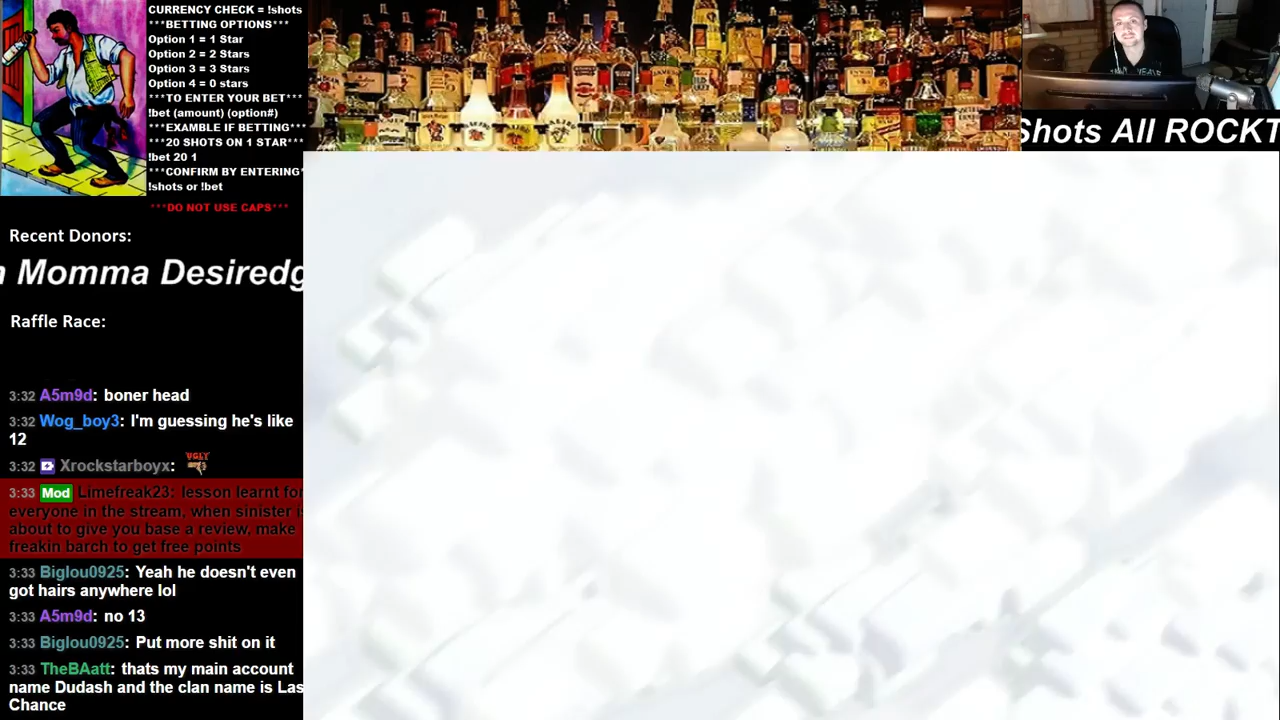 CURRENCY CHECK = !shots
***BETTING OPTIONS***
Option 1 = 1 Star
Option 2 = 2 Stars
Option 3 = 3 Stars
Option 4 = 0 stars
***TO ENTER YOUR BET***
!bet (amount) (option#)
***EXAMBLE IF BETTING***
***20 SHOTS ON 1 STAR***
!bet 20 1
***CONFIRM BY ENTERING*
!shots or !bet
***DO NOT USE CAPS***
Shots All ROCKT
Recent Donors:
Momma Desiredg
Raffle Race:
3:32 A5m9d: boner head
3:32 Wog_boy3: I'm guessing he's like
12
3:32 Xrockstarboyx: UGLY
3:33 Mod Limefreak23: lesson learnt for
everyone in the stream, when sinister is
about to give you base a review, make
freakin barch to get free points
3:33 Biglou0925: Yeah he doesn't even
got hairs anywhere lol
3:33 A5m9d: no 13
3:33 Biglou0925: Put more shit on it
3:33 TheBAatt: thats my main account
name Dudash and the clan name is Las
Chance